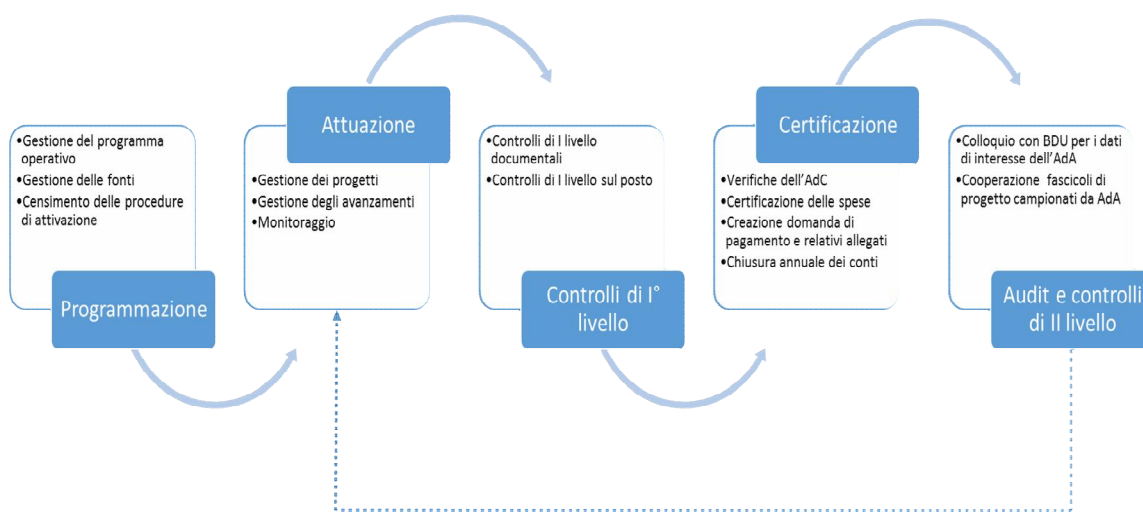 •Gestione del programma
operativo
•Gestione delle fonti
•Censimento delle procedure
di attivazione
Programmazione
Attuazione
•Gestione dei progetti
•Gestione degli avanzamenti
•Monitoraggio
•Controlli di I livello
documentali
•Controlli di I livello sul posto
Controlli di I°
livello
Certificazione
•Verifiche dell'AdC
•Certificazione delle spese
•Creazione domanda di
pagamento e relativi allegati
•Chiusura annuale dei conti
•Colloquio con BDU per i dati
di interesse dell'AdA
•Cooperazione fascicoli di
progetto campionati da AdA
Audit e controlli
di II livello